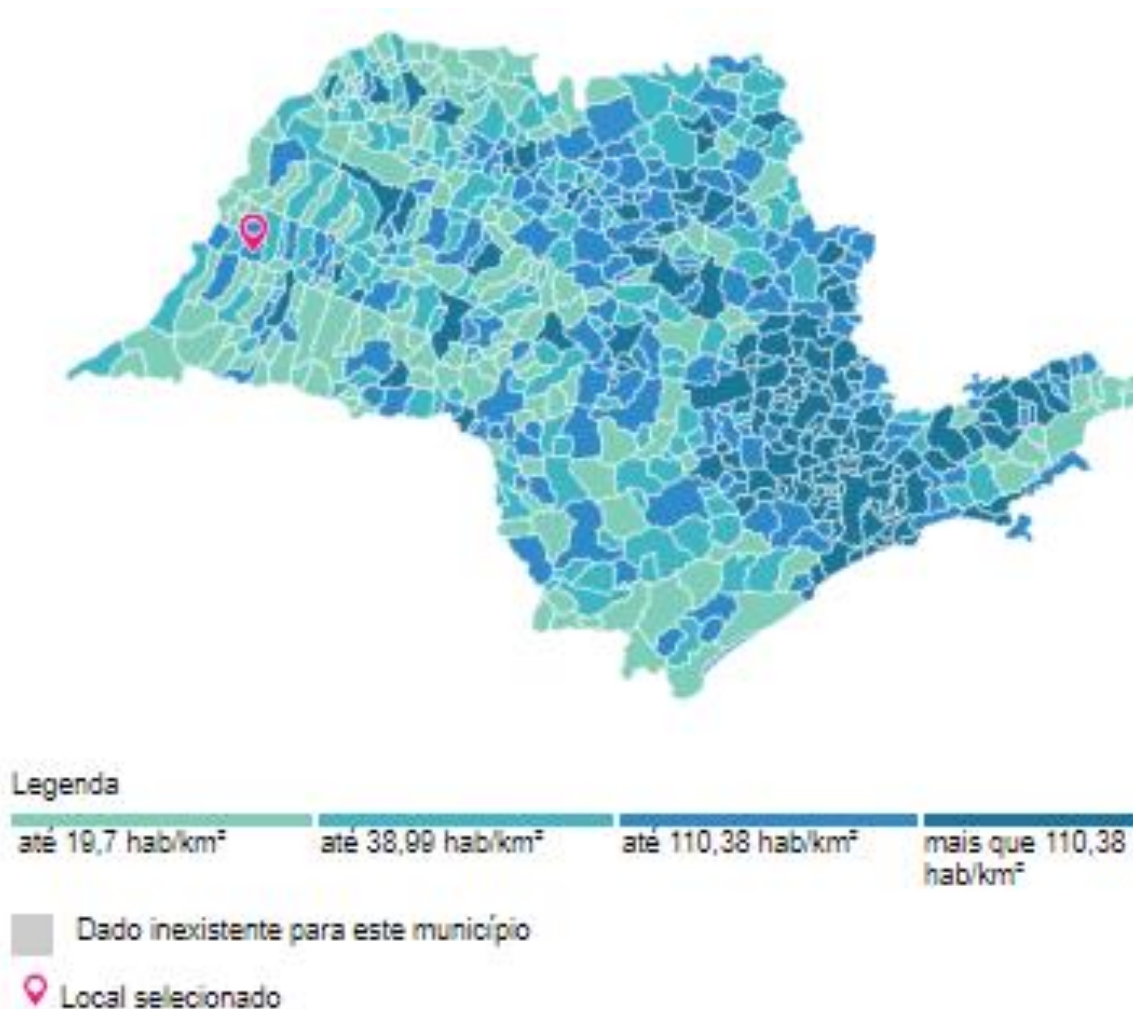 Legenda
até 19,7 hab/km²
até 38,99 hab/km²
até 110,38 hab/km²
mais que 110,38
hab/km²
Dado inexistente para este município
Local selecionado